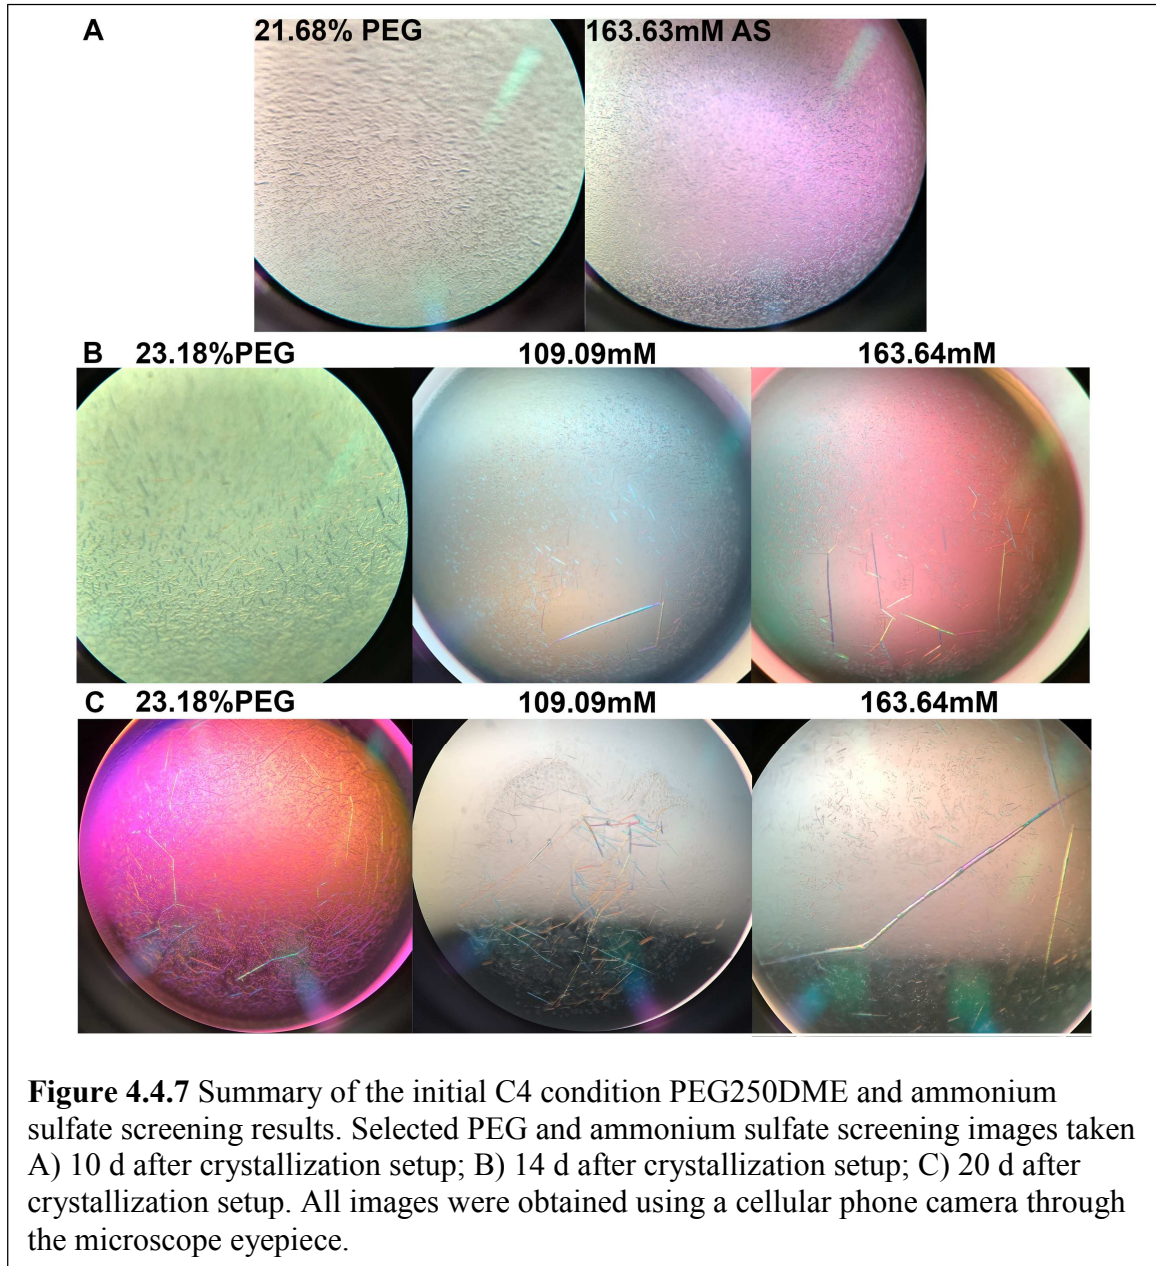 A 21.68% PEG 163.63mM AS
B 23.18%PEG 109.09mM 163.64mM
C 23.18%PEG 109.09mM 163.64mM
Figure 4.4.7 Summary of the initial C4 condition PEG250DME and ammonium
sulfate screening results. Selected PEG and ammonium sulfate screening images taken
A) 10 d after crystallization setup; B) 14 d after crystallization setup; C) 20 d after
crystallization setup. All images were obtained using a cellular phone camera through
the microscope eyepiece.